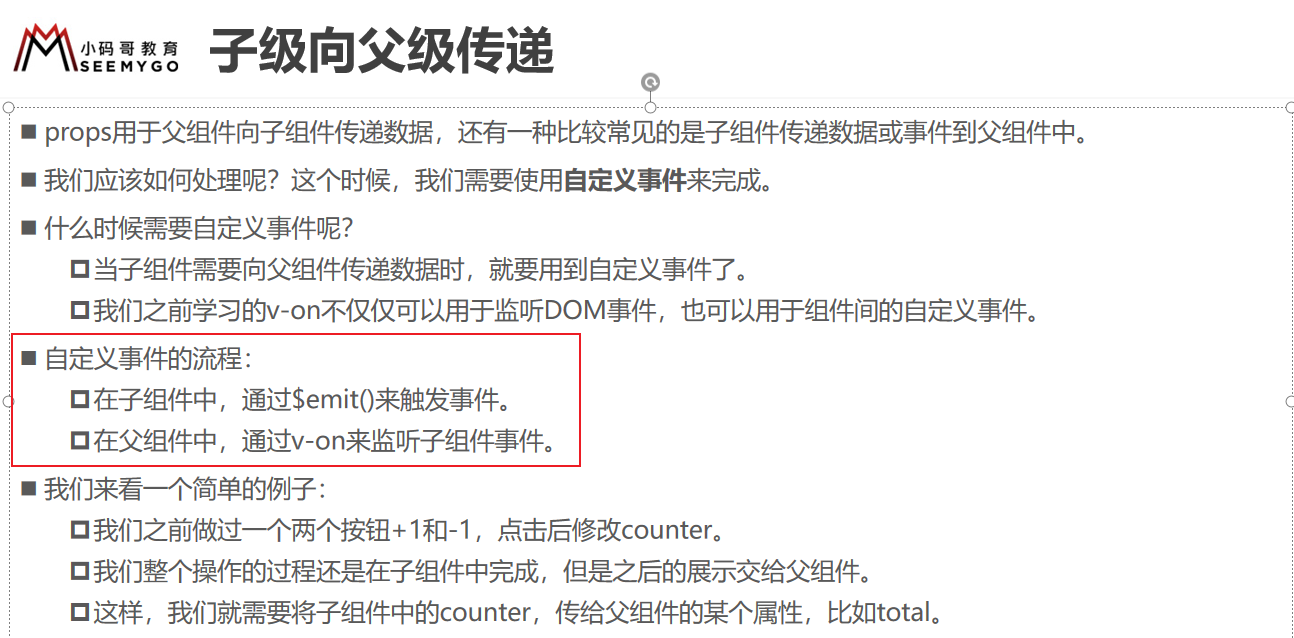 小码哥教育
SEEMYGO
子级向父级传递
props用于父组件向子组件传递数据，还有一种比较常见的是子组件传递数据或事件到父组件中。
我们应该如何处理呢？这个时候，我们需要使用自定义事件来完成。
什么时候需要自定义事件呢？
当子组件需要向父组件传递数据时，就要用到自定义事件了。
我们之前学习的v-on不仅仅可以用于监听DOM事件，也可以用于组件间的自定义事件。
自定义事件的流程：
在子组件中，通过$emit()来触发事件。
在父组件中，通过v-on来监听子组件事件。
我们来看一个简单的例子：
我们之前做过一个两个按钮+1和-1，点击后修改counter。
我们整个操作的过程还是在子组件中完成，但是之后的展示交给父组件。
这样，我们就需要将子组件中的counter，传给父组件的某个属性，比如total。